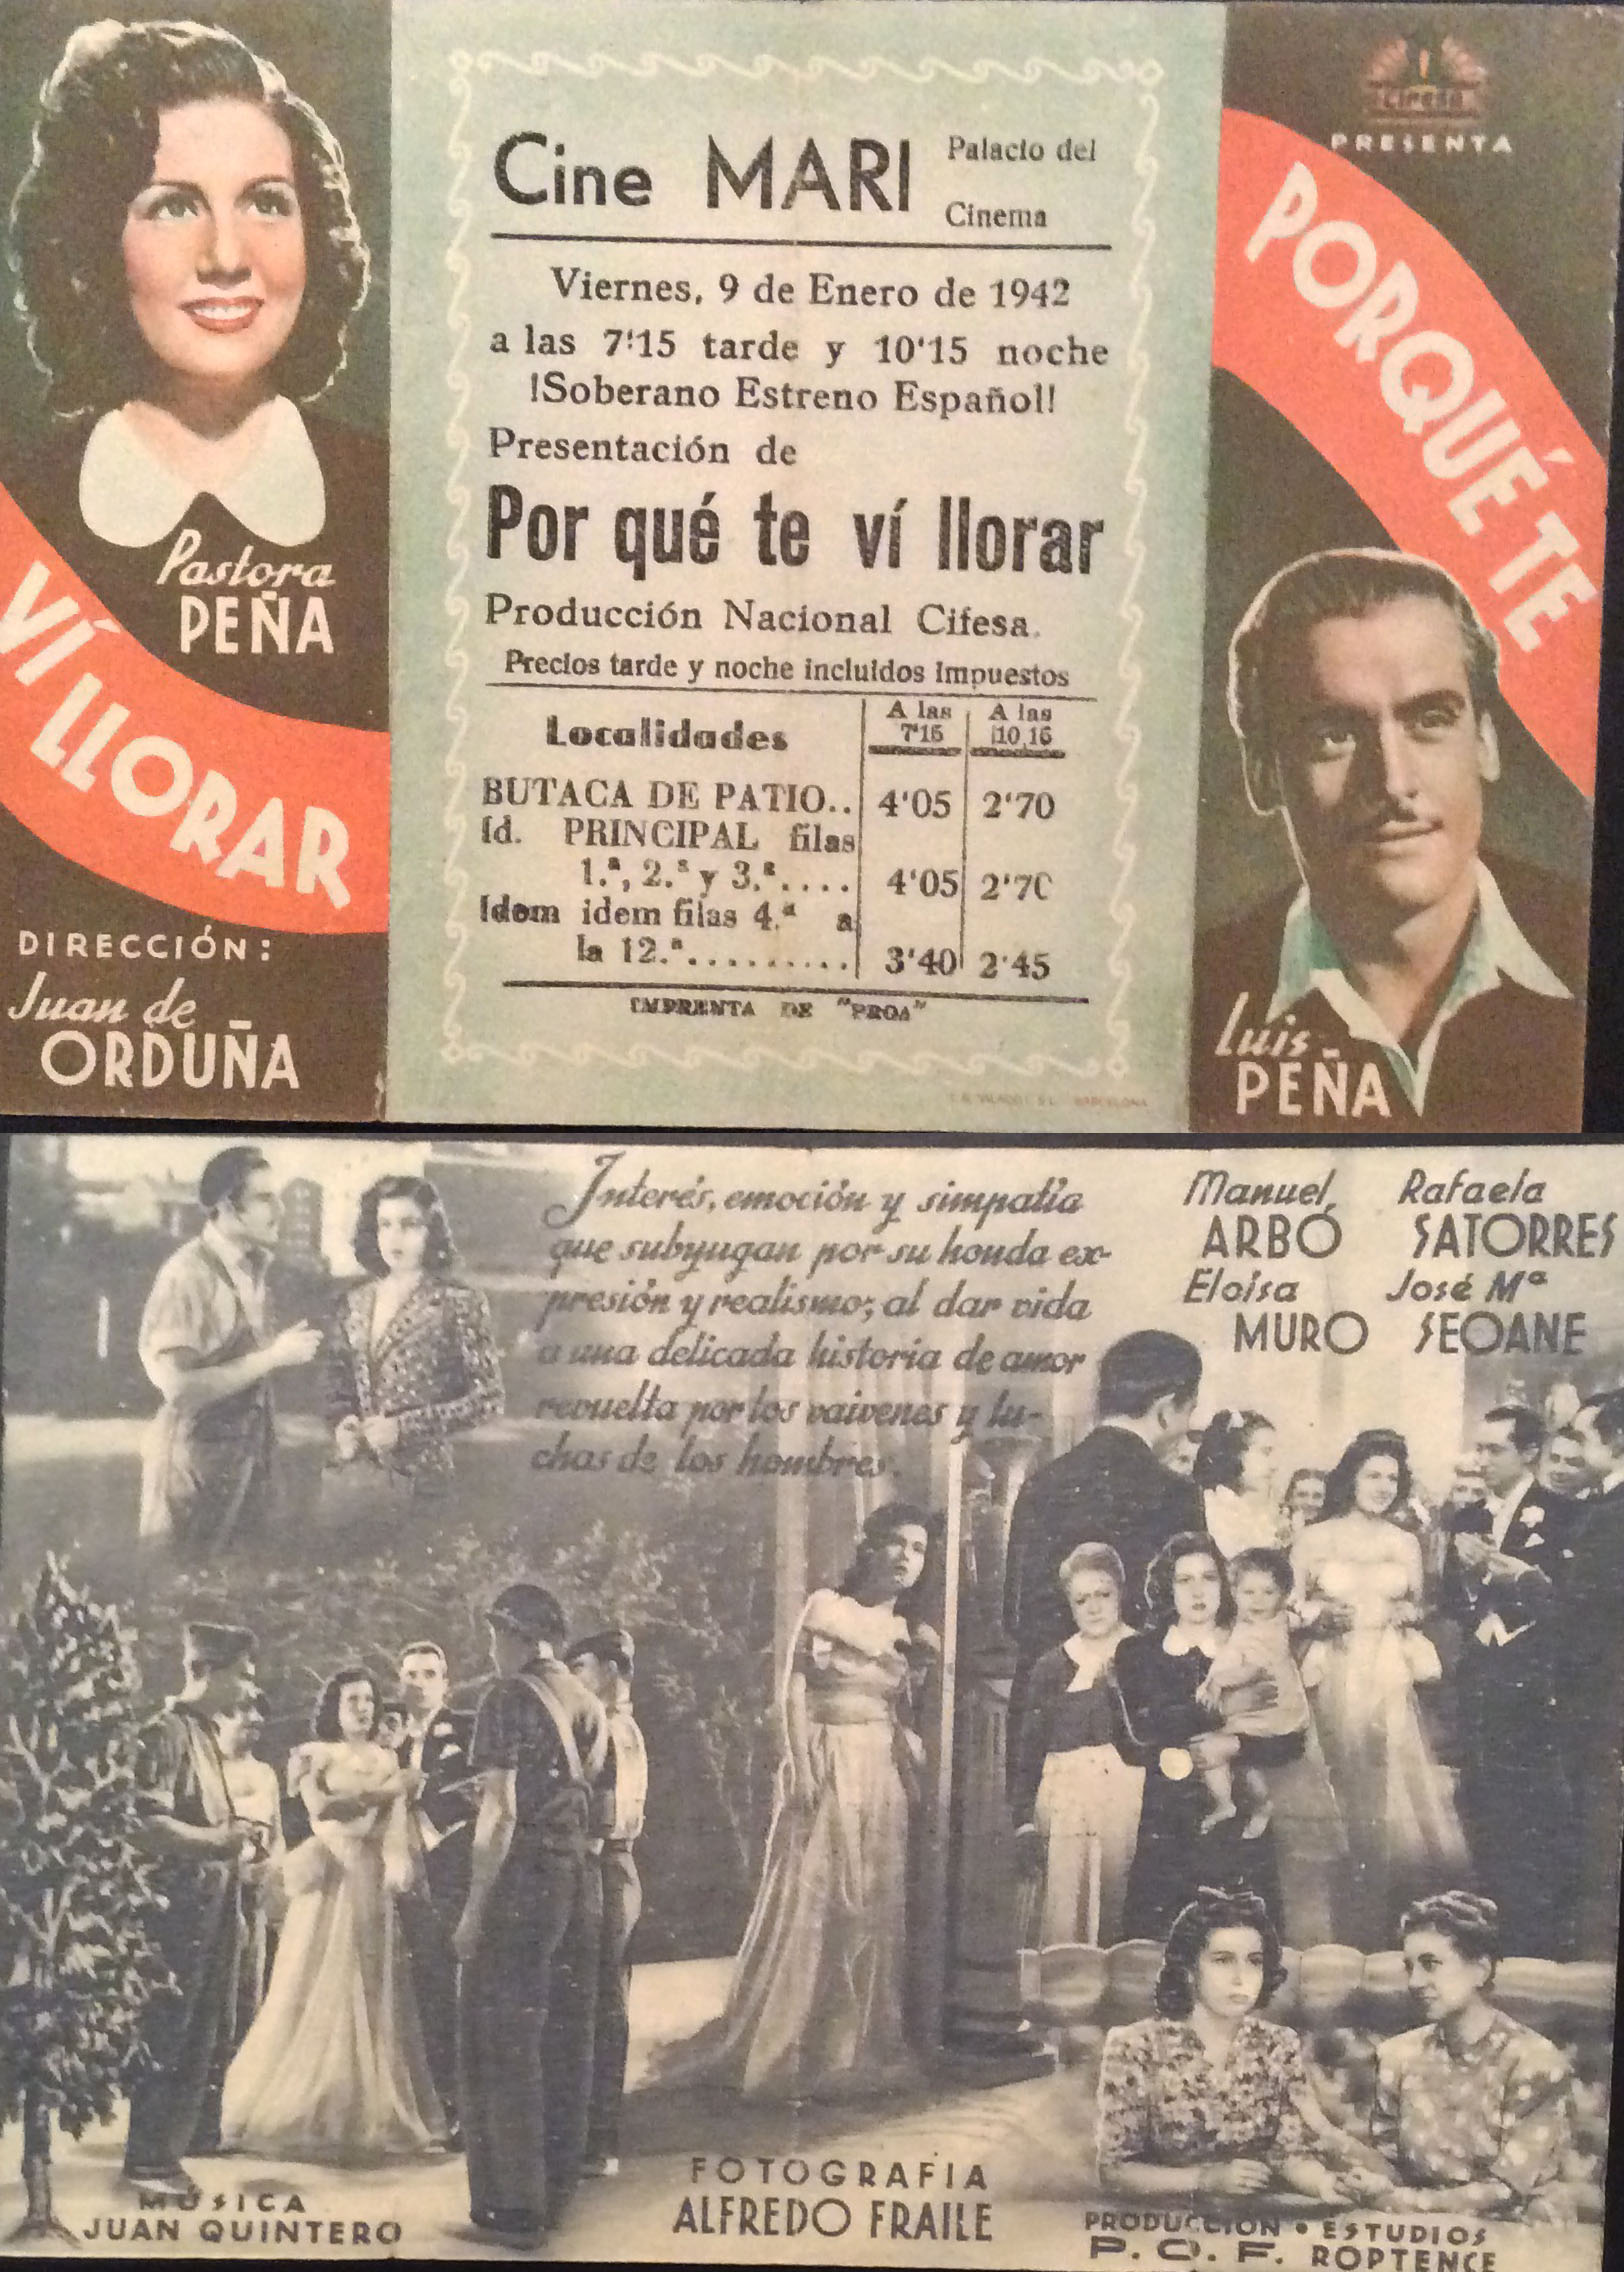 Pastora
PEÑA
VÍ LLORAR
DIRECCIÓN:
Juan de
ORDUÑA
Cine MARI Palacio del
Cinema
Viernes, 9 de Enero de 1942
a las 7'15 tarde y 10'15 noche
!Soberano Estreno Español!
Presentación de
Por qué te ví llorar
Producción Nacional Cifesa.
Precios tarde y noche incluidos impuestos
Localidades A las 7'15 A las 10,15
BUTACA DE PATIO.. 4'05 2'70
Id. PRINCIPAL filas
1.ª, 2.ª y 3.ª.... 4'05 2'70
Idem idem filas 4.ª a
la 12.ª.......... 3'40 2'45
IMPRENTA DE "PROA"
BARCELONA
CIFESA
PRESENTA
PORQUÉ TE
Luis
PEÑA
Interés, emoción y simpatía
que subyugan por su honda ex-
presión y realismo; al dar vida
a una delicada historia de amor
revuelta por los vaivenes y lu-
chas de los hombres.
Manuel Rafaela
ARBÓ SATORRES
Eloisa José Mª
MURO SEOANE
MÚSICA
JUAN QUINTERO
FOTOGRAFIA
ALFREDO FRAILE
PRODUCCIÓN • ESTUDIOS
P. O. F. ROPTENCE